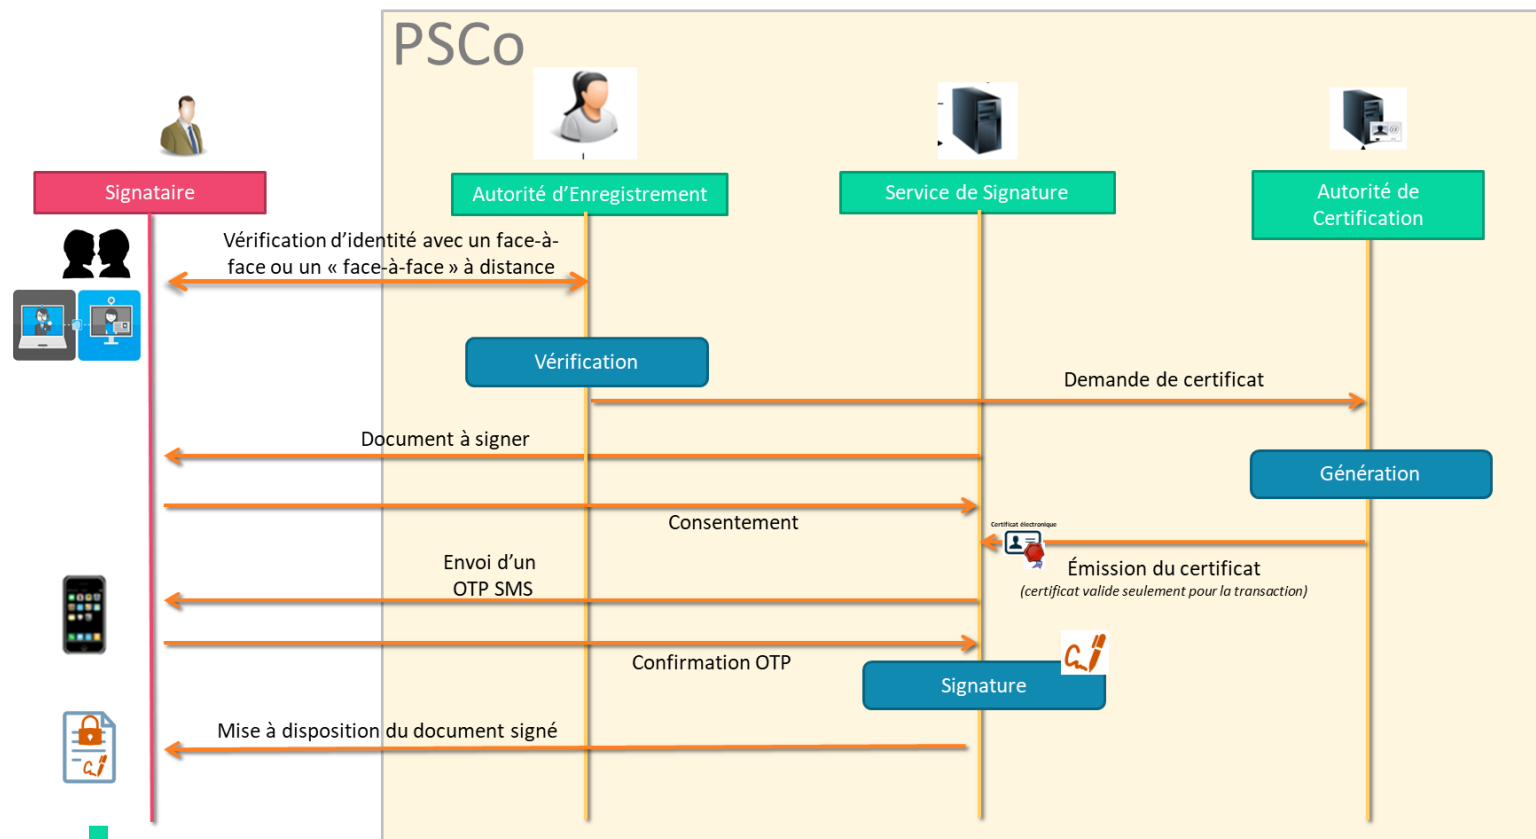 PSCo
Signataire
Autorité d’Enregistrement
Service de Signature
Autorité de
Certification
Vérification d’identité avec un face-à-
face ou un « face-à-face » à distance
Vérification
Demande de certificat
Document à signer
Génération
Consentement
Certificat électronique
Émission du certificat
(certificat valide seulement pour la transaction)
Envoi d’un
OTP SMS
Confirmation OTP
Signature
Mise à disposition du document signé